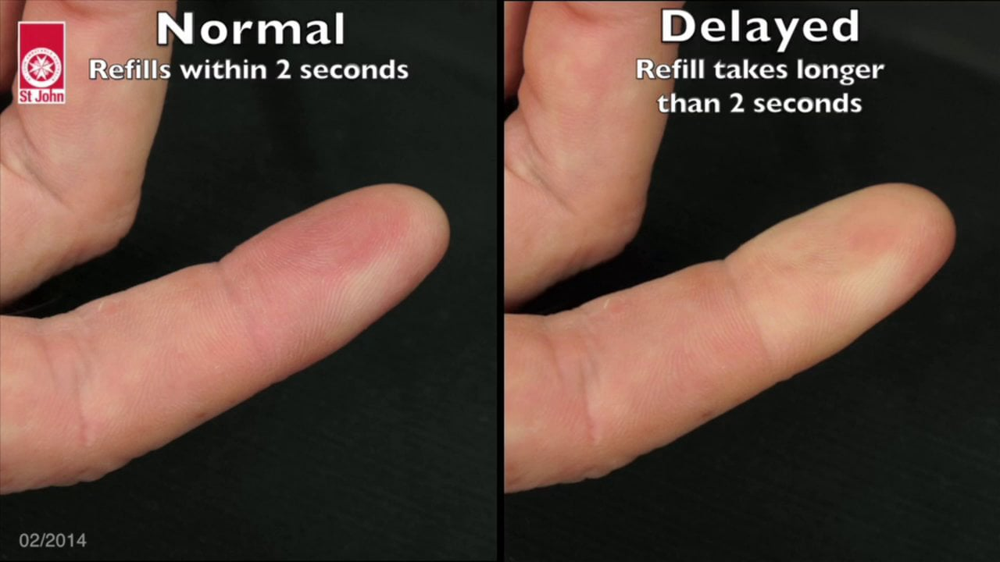 Normal
Refills within 2 seconds
St John
Delayed
Refill takes longer
than 2 seconds
02/2014